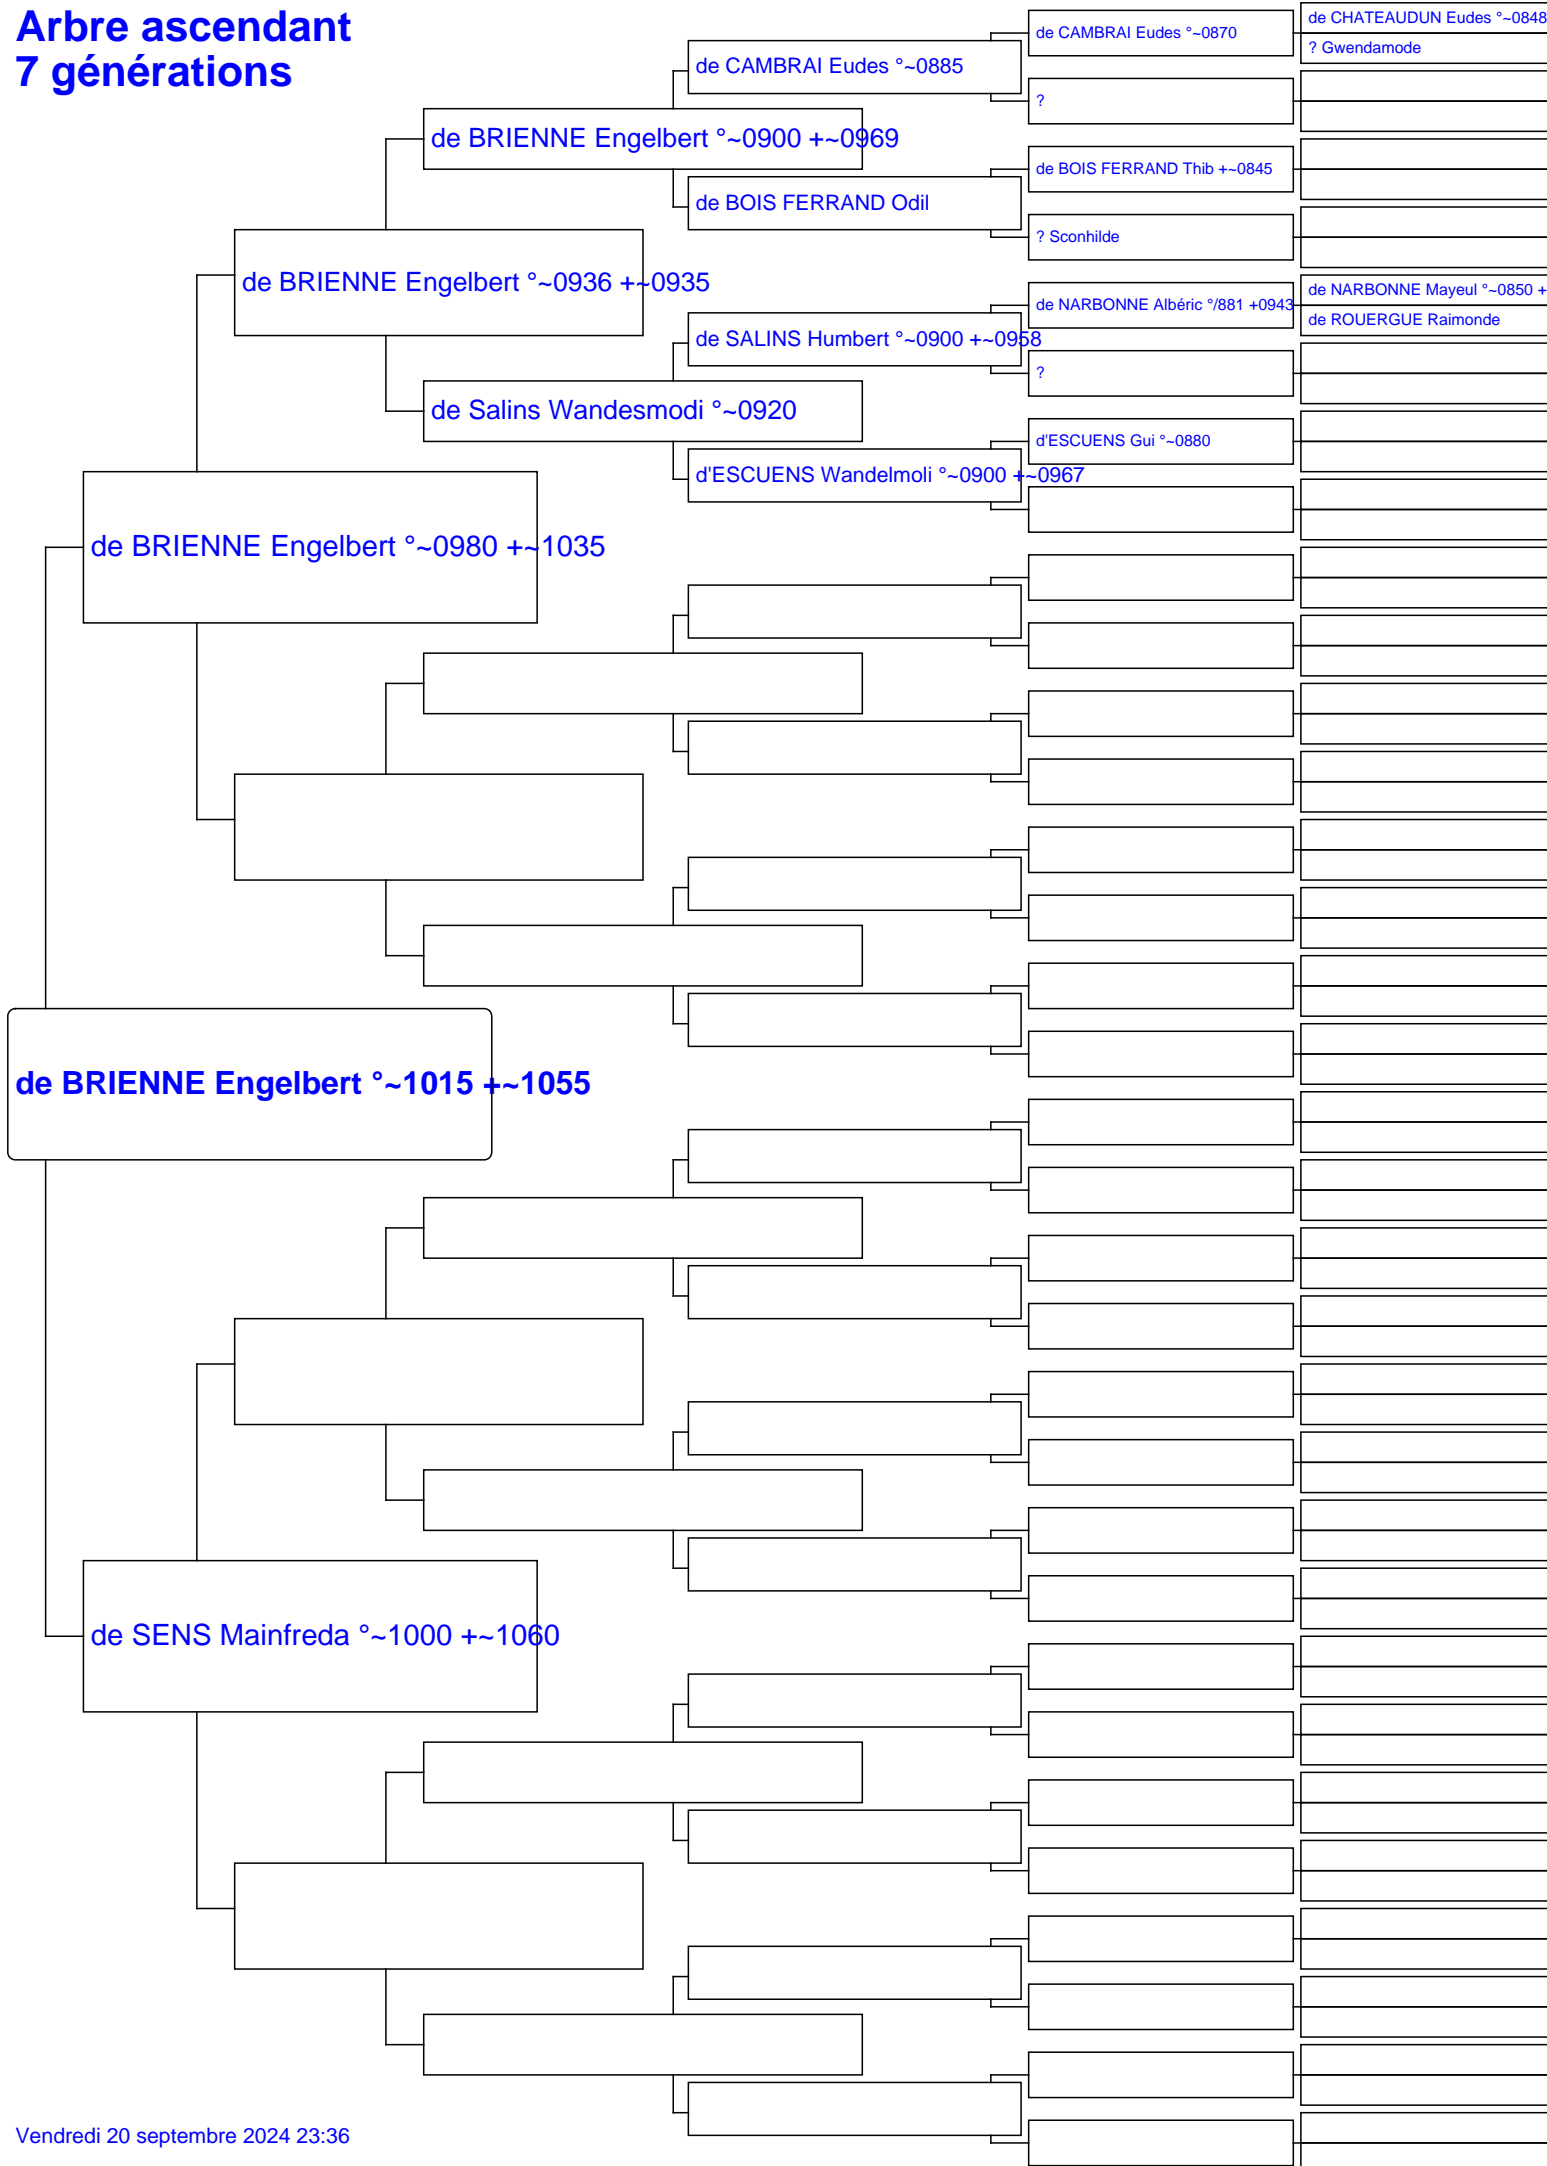 Arbre ascendant
7 générations
de CHATEAUDUN Eudes °~0848
de CAMBRAI Eudes °~0870
? Gwendamode
de CAMBRAI Eudes °~0885
?
de BRIENNE Engelbert °~0900 +~0969
de BOIS FERRAND Thib +~0845
de BOIS FERRAND Odil
? Sconhilde
de BRIENNE Engelbert °~0936 +~0935
de NARBONNE Mayeul °~0850 +
de NARBONNE Albéric °/881 +0943
de ROUERGUE Raimonde
de SALINS Humbert °~0900 +~0958
?
de Salins Wandesmodi °~0920
d'ESCUENS Gui °~0880
d'ESCUENS Wandelmoli °~0900 +~0967
de BRIENNE Engelbert °~0980 +~1035
de BRIENNE Engelbert °~1015 +~1055
de SENS Mainfreda °~1000 +~1060
Vendredi 20 septembre 2024 23:36